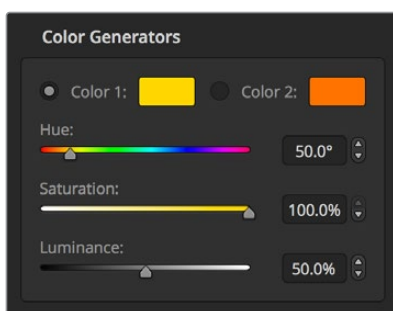 Color Generators
Color 1: Color 2:
Hue:
50.0°
Saturation:
100.0%
Luminance:
50.0%